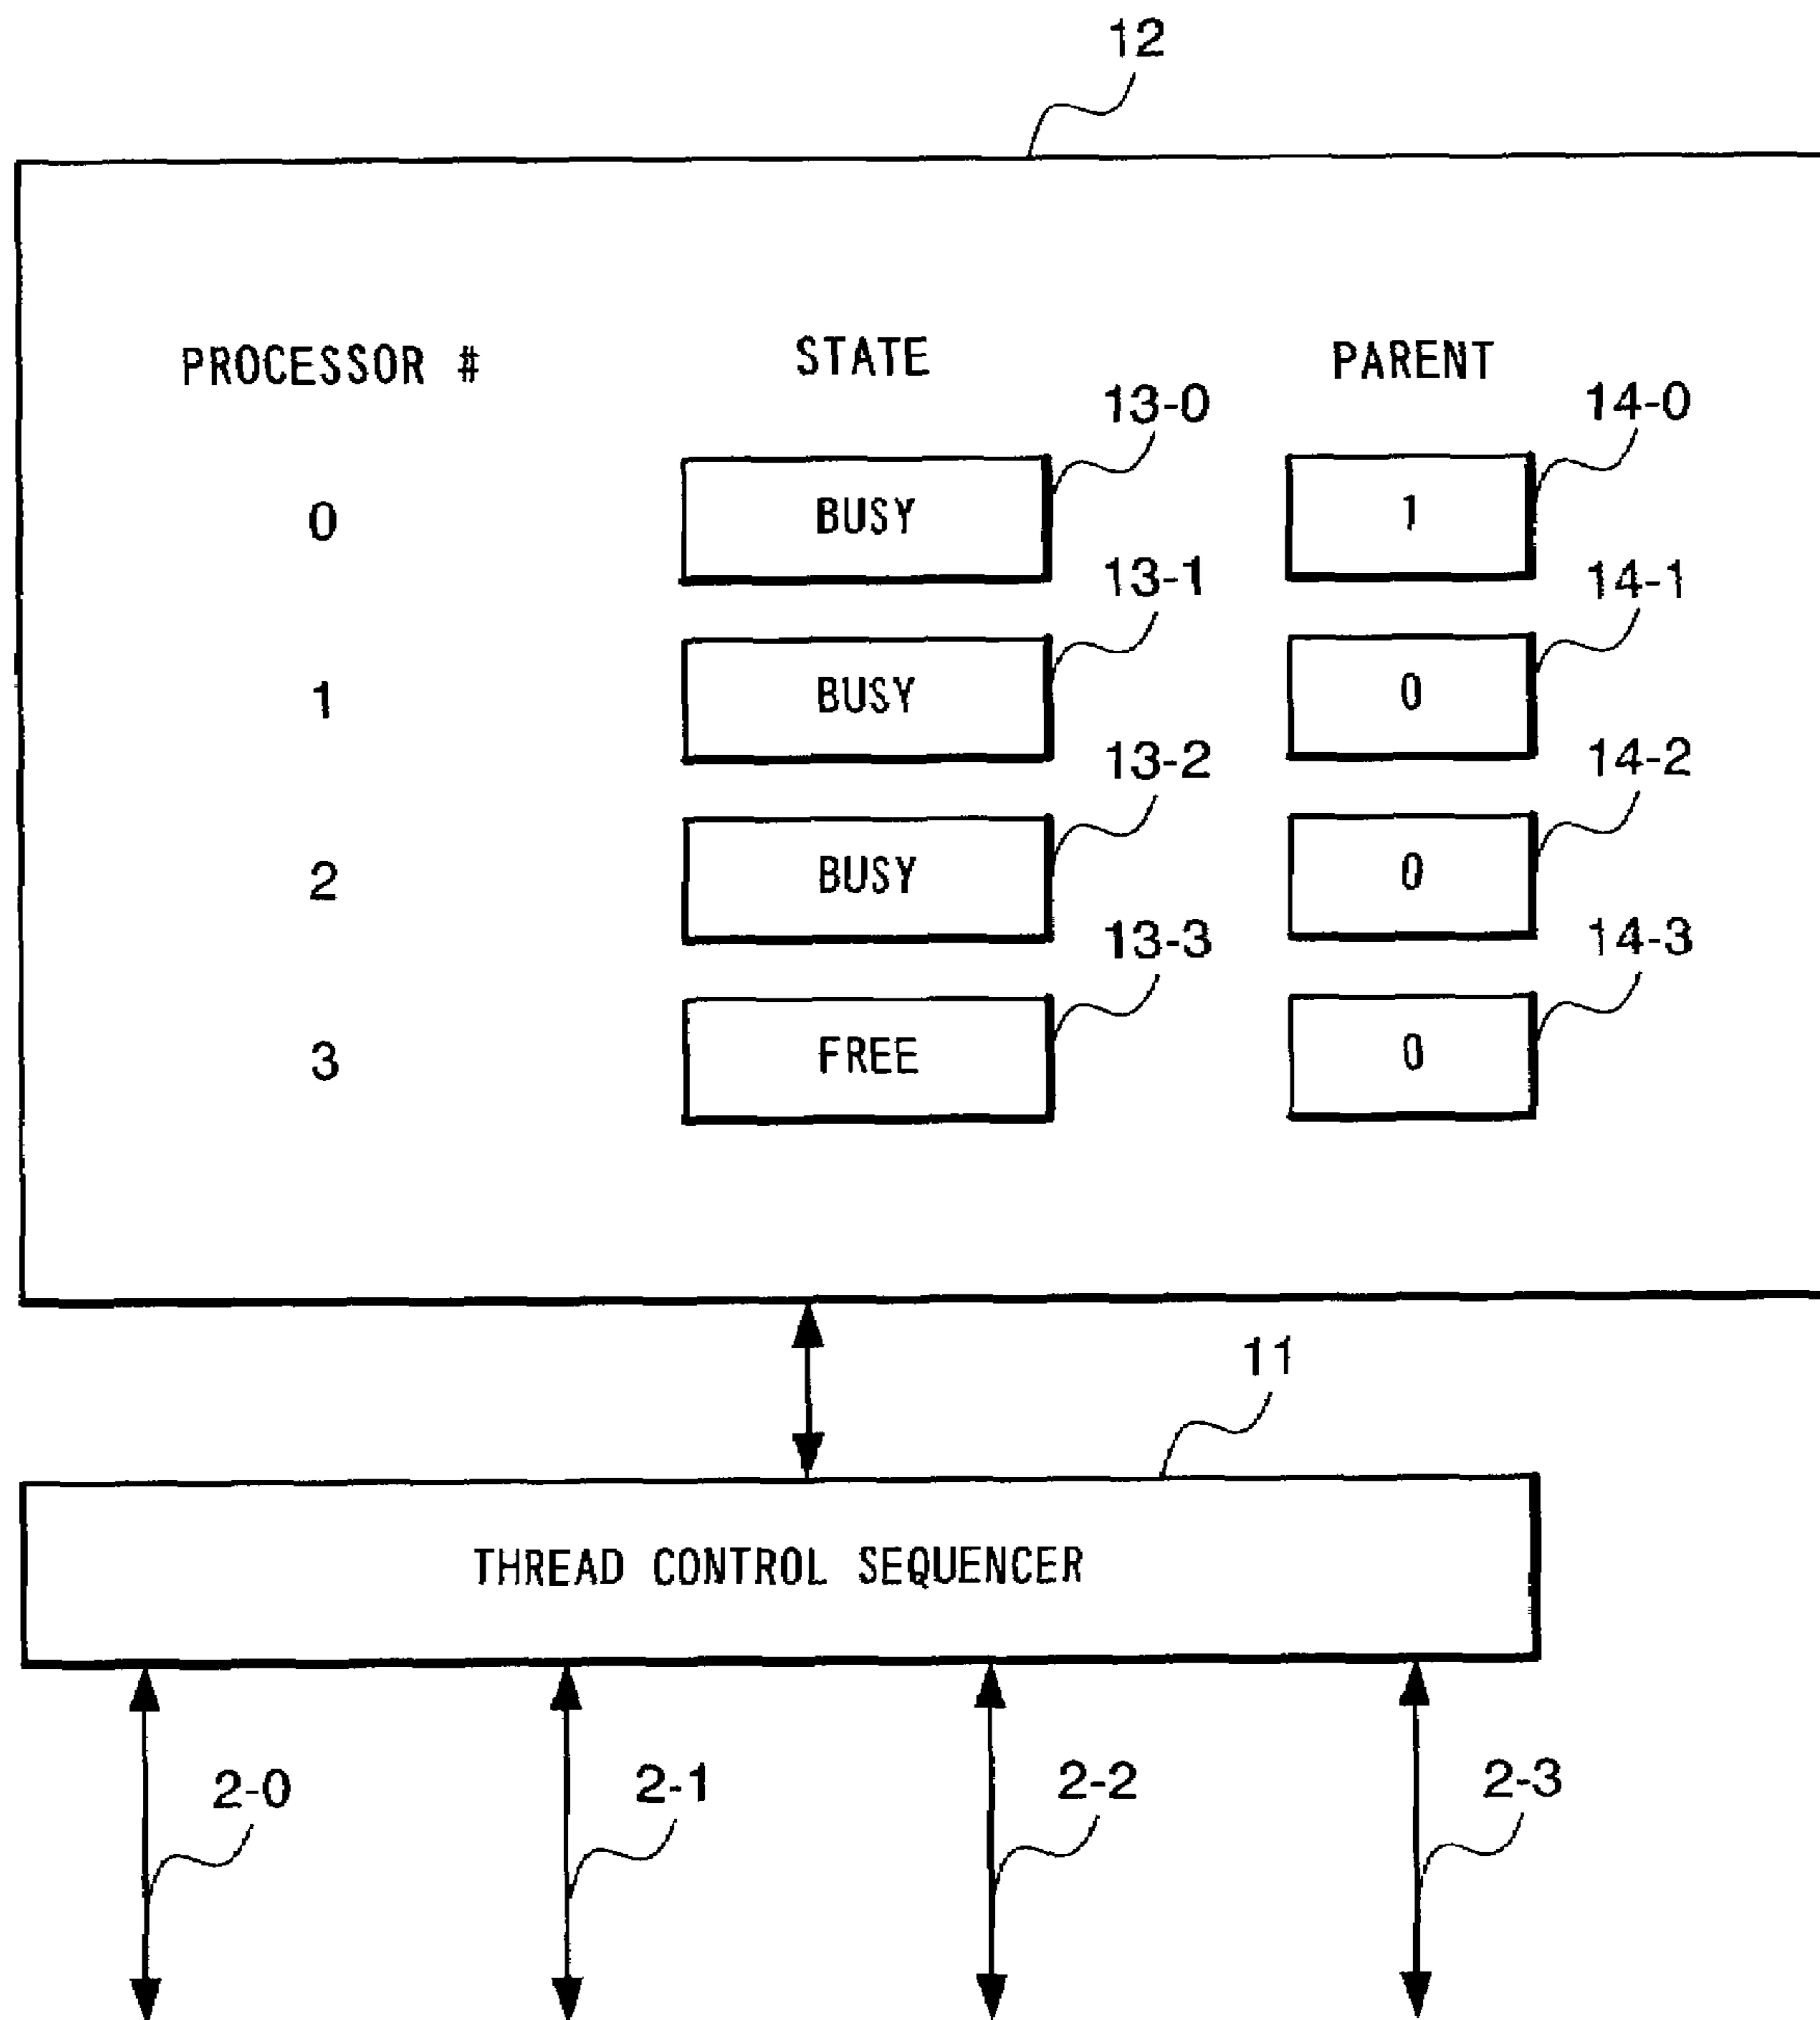 12
PROCESSOR # STATE PARENT
13-0 14-0
0 BUSY 1
13-1 14-1
1 BUSY 0
13-2 14-2
2 BUSY 0
13-3 14-3
3 FREE 0
11
THREAD CONTROL SEQUENCER
2-0 2-1 2-2 2-3